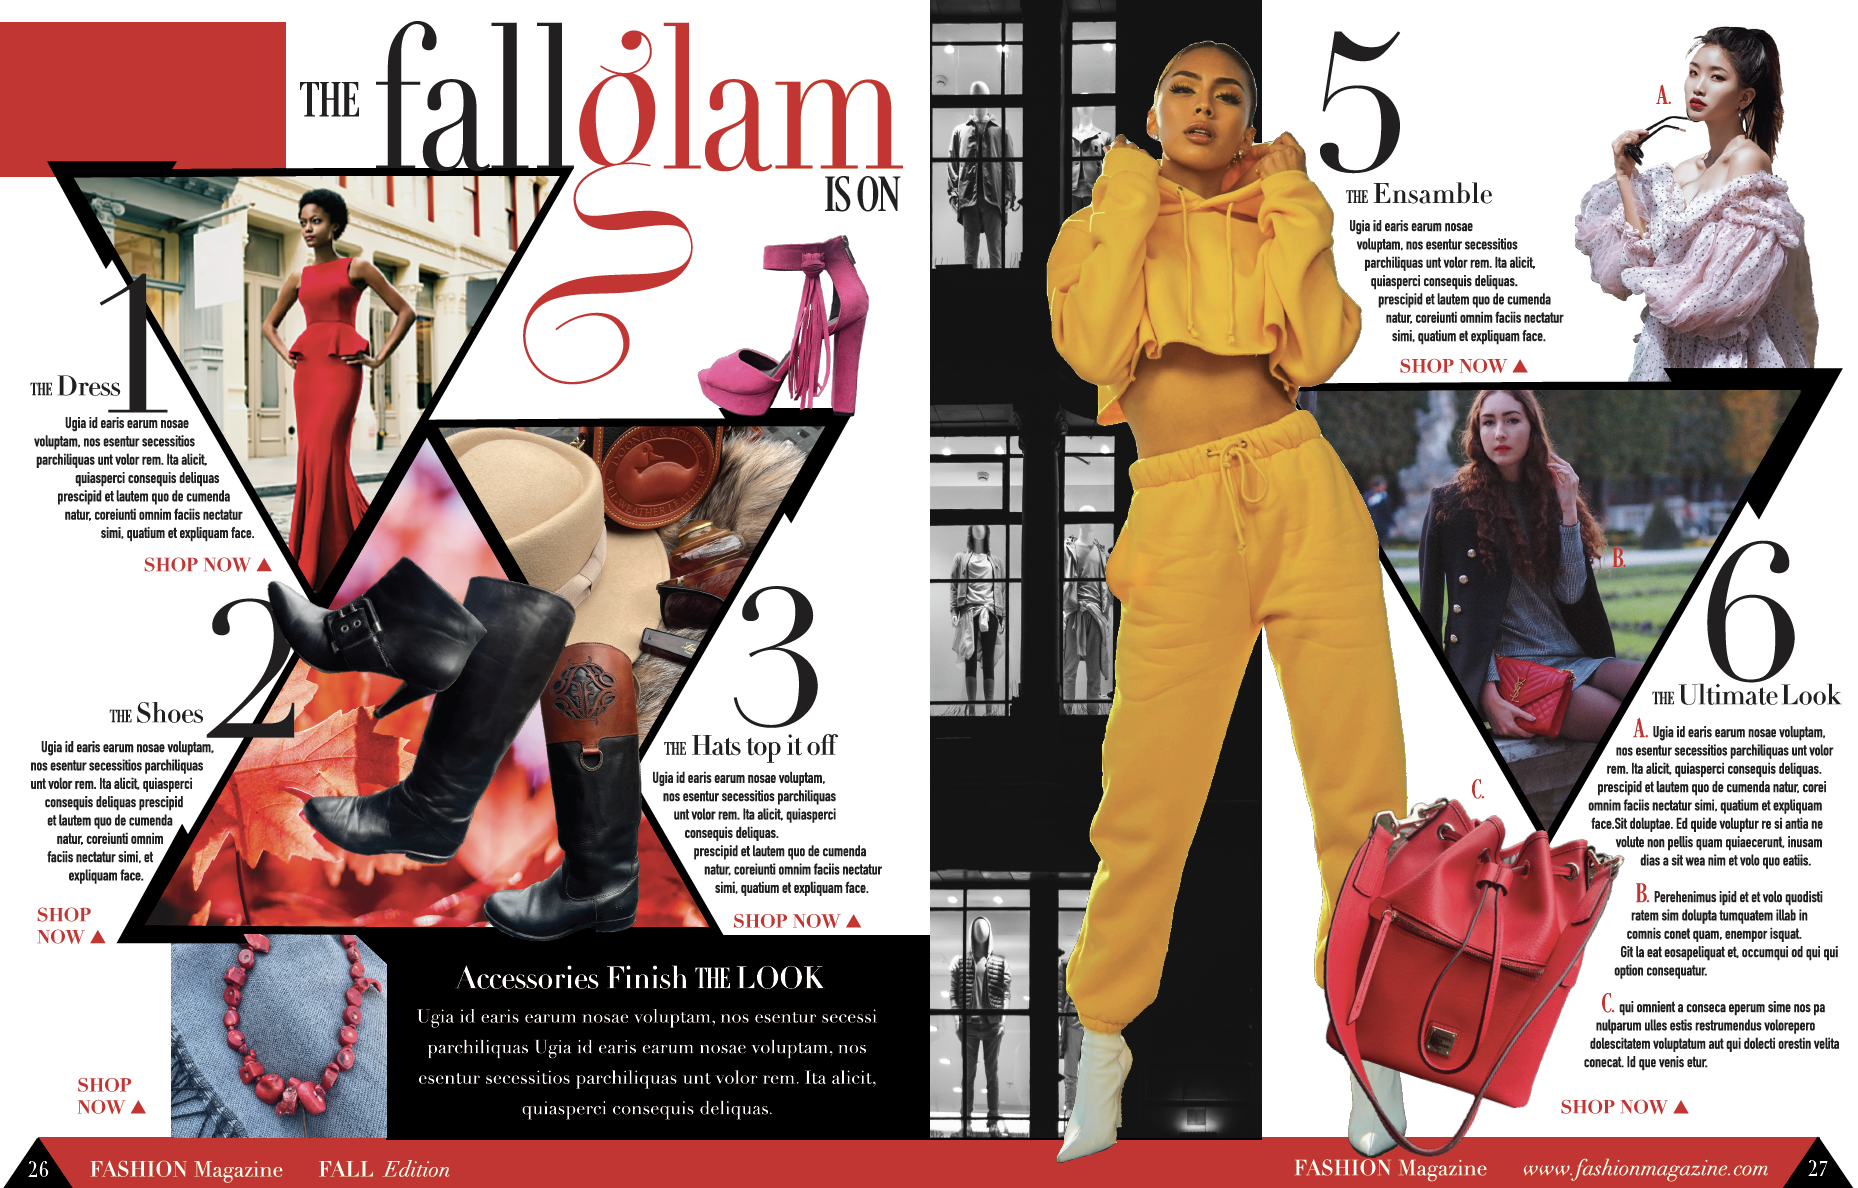 THE fall glam
IS ON
1
THE Dress
Ugia id earis earum nosae
voluptam, nos esentur secessitios
parchiliquas unt volor rem. Ita alicit,
quiasperci consequis deliquas
prescipid et lautem quo de cumenda
natur, coreiunti omnim faciis nectatur
simi, quatium et expliquam face.
SHOP NOW ▲
2
THE Shoes
Ugia id earis earum nosae voluptam,
nos esentur secessitios parchiliquas
unt volor rem. Ita alicit, quiasperci
consequis deliquas prescipid
et lautem quo de cumenda
natur, coreiunti omnim
faciis nectatur simi, et
expliquam face.
SHOP
NOW ▲
3
THE Hats top it off
Ugia id earis earum nosae voluptam,
nos esentur secessitios parchiliquas
unt volor rem. Ita alicit, quiasperci
consequis deliquas.
prescipid et lautem quo de cumenda
natur, coreiunti omnim faciis nectatur
simi, quatium et expliquam face.
SHOP NOW ▲
ALL-WEATHER LEATHER
SHOP
NOW ▲
Accessories Finish THE LOOK
Ugia id earis earum nosae voluptam, nos esentur secessi
parchiliquas Ugia id earis earum nosae voluptam, nos
esentur secessitios parchiliquas unt volor rem. Ita alicit,
quiasperci consequis deliquas.
26 FASHION Magazine FALL Edition
5
THE Ensamble
Ugia id earis earum nosae
voluptam, nos esentur secessitios
parchiliquas unt volor rem. Ita alicit,
quiasperci consequis deliquas.
prescipid et lautem quo de cumenda
natur, coreiunti omnim faciis nectatur
simi, quatium et expliquam face.
SHOP NOW ▲
A.
B.
C.
6
THE Ultimate Look
A. Ugia id earis earum nosae voluptam,
nos esentur secessitios parchiliquas unt volor
rem. Ita alicit, quiasperci consequis deliquas.
prescipid et lautem quo de cumenda natur, corei
omnim faciis nectatur simi, quatium et expliquam
face.Sit doluptae. Ed quide voluptur re si antia ne
volute non pellis quam quiaecerunt, inusam
dias a sit wea nim et volo quo eatiis.
B. Perehenimus ipid et et volo quodisti
ratem sim dolupta tumquatem illab in
comnis conet quam, enempor isquat.
Git la eat eosapeliquat et, occumqui od qui qui
option consequatur.
C. qui omnient a conseca eperum sime nos pa
nulparum ulles estis restrumendus volorepero
dolescitatem voluptatum aut qui dolecti orestin velita
conecat. Id que venis etur.
SHOP NOW ▲
FASHION Magazine www.fashionmagazine.com 27